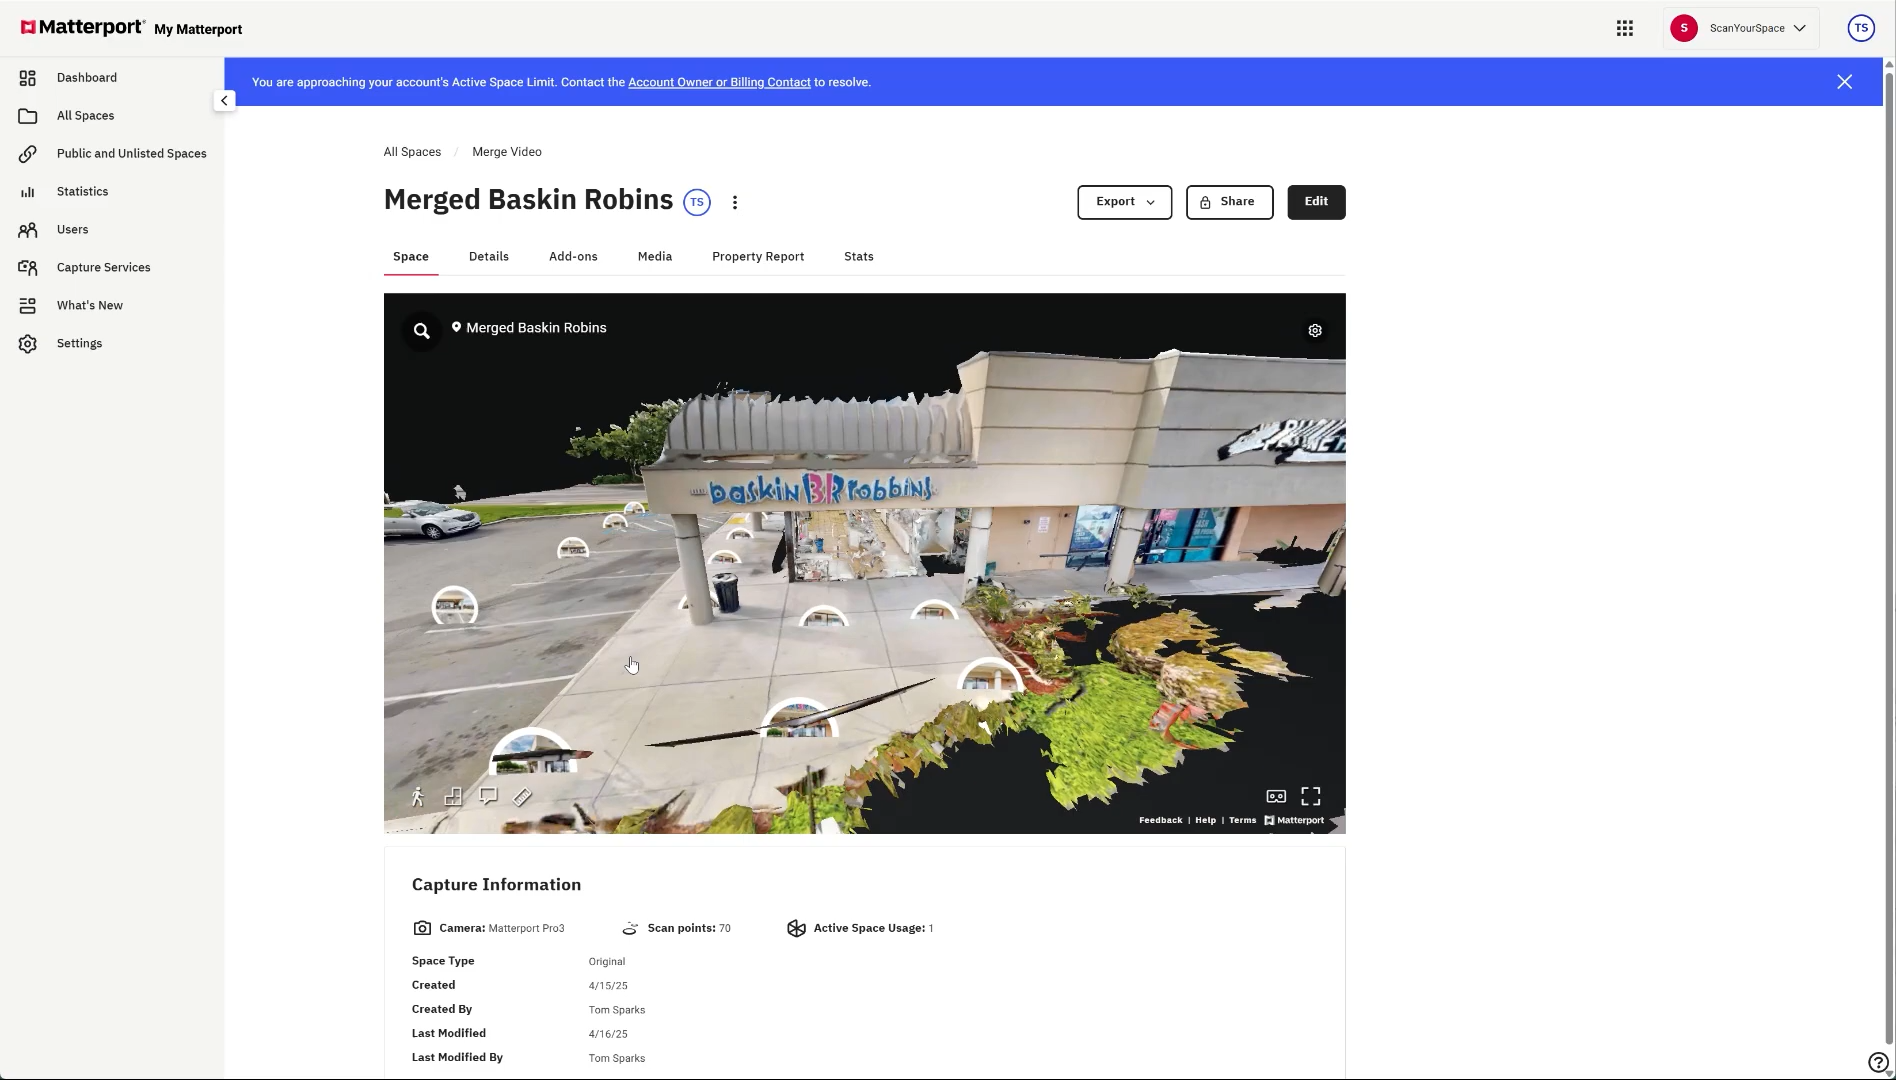 Matterport My Matterport
S ScanYourSpace TS
Dashboard
All Spaces
Public and Unlisted Spaces
Statistics
Users
Capture Services
What's New
Settings
You are approaching your account's Active Space Limit. Contact the Account Owner or Billing Contact to resolve.
All Spaces / Merge Video
Merged Baskin Robins TS
Export Share Edit
Space Details Add-ons Media Property Report Stats
Merged Baskin Robins
baskin BR robbins
Feedback | Help | Terms Matterport
Capture Information
Camera: Matterport Pro3 Scan points: 70 Active Space Usage: 1
Space Type Original
Created 4/15/25
Created By Tom Sparks
Last Modified 4/16/25
Last Modified By Tom Sparks